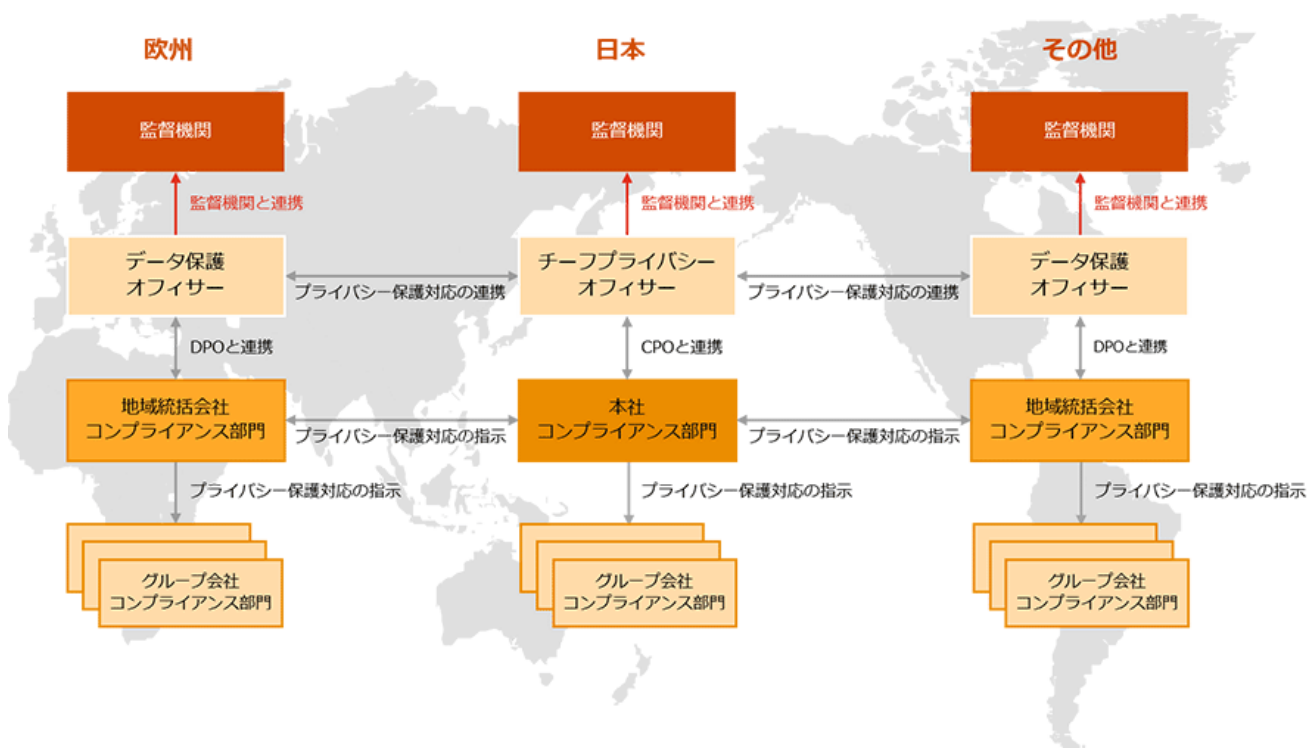 欧州
日本
その他
監督機関
監督機関
監督機関
監督機関と連携
監督機関と連携
監督機関と連携
データ保護
オフィサー
プライバシー保護対応の連携
チーフプライバシー
オフィサー
プライバシー保護対応の連携
データ保護
オフィサー
DPOと連携
CPOと連携
DPOと連携
地域統括会社
コンプライアンス部門
プライバシー保護対応の指示
本社
コンプライアンス部門
プライバシー保護対応の指示
地域統括会社
コンプライアンス部門
プライバシー保護対応の指示
プライバシー保護対応の指示
プライバシー保護対応の指示
グループ会社
コンプライアンス部門
グループ会社
コンプライアンス部門
グループ会社
コンプライアンス部門